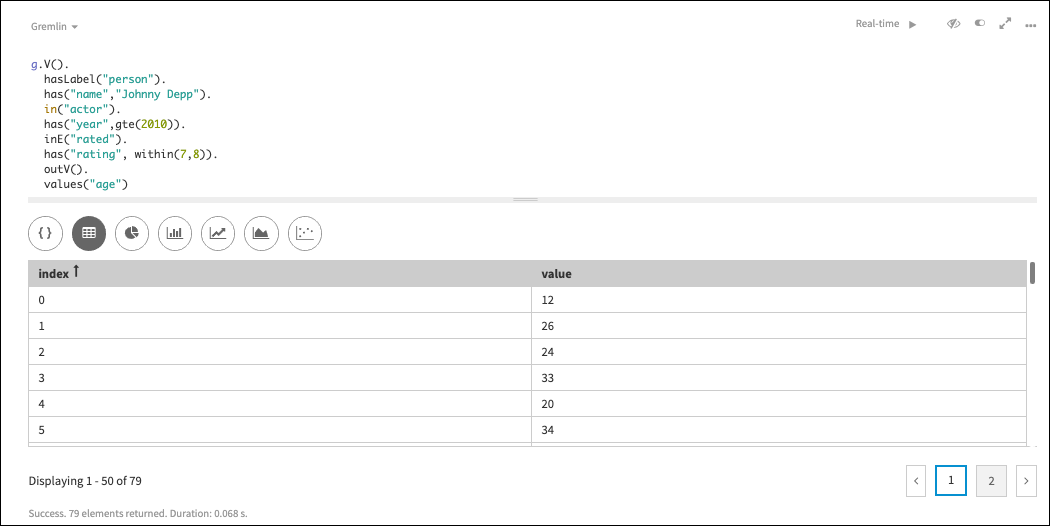 Gremlin
Real-time
g.V().
hasLabel("person").
has("name","Johnny Depp").
in("actor").
has("year",gte(2010)).
inE("rated").
has("rating", within(7,8)).
outV().
values("age")
{ }
index ↑ value
0 12
1 26
2 24
3 33
4 20
5 34
Displaying 1 - 50 of 79
< 1 2 >
Success. 79 elements returned. Duration: 0.068 s.